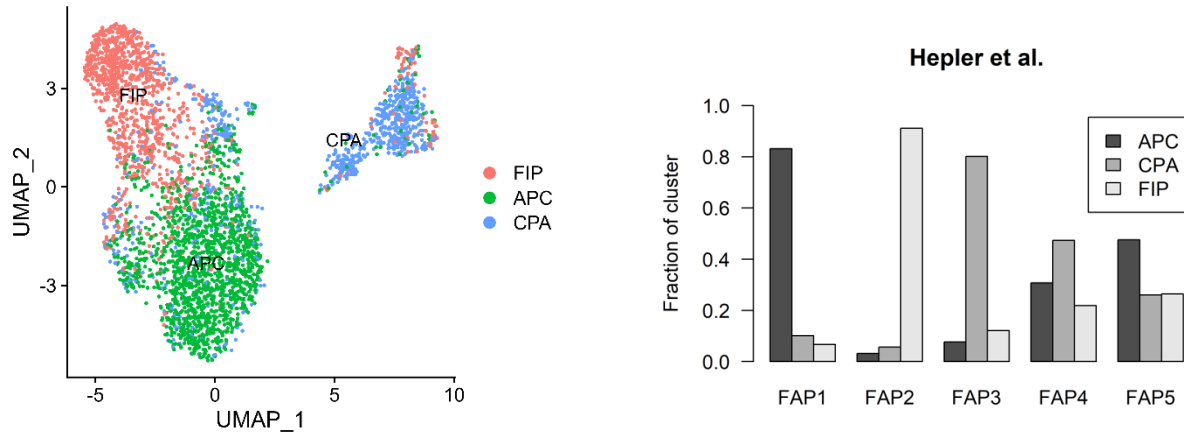 3
0
-3
UMAP_2
FIP
CPA
APC
-5
0
5
10
UMAP_1
FIP
APC
CPA
Hepler et al.
1.0
0.8
0.6
0.4
0.2
0.0
Fraction of cluster
APC
CPA
FIP
FAP1 FAP2 FAP3 FAP4 FAP5